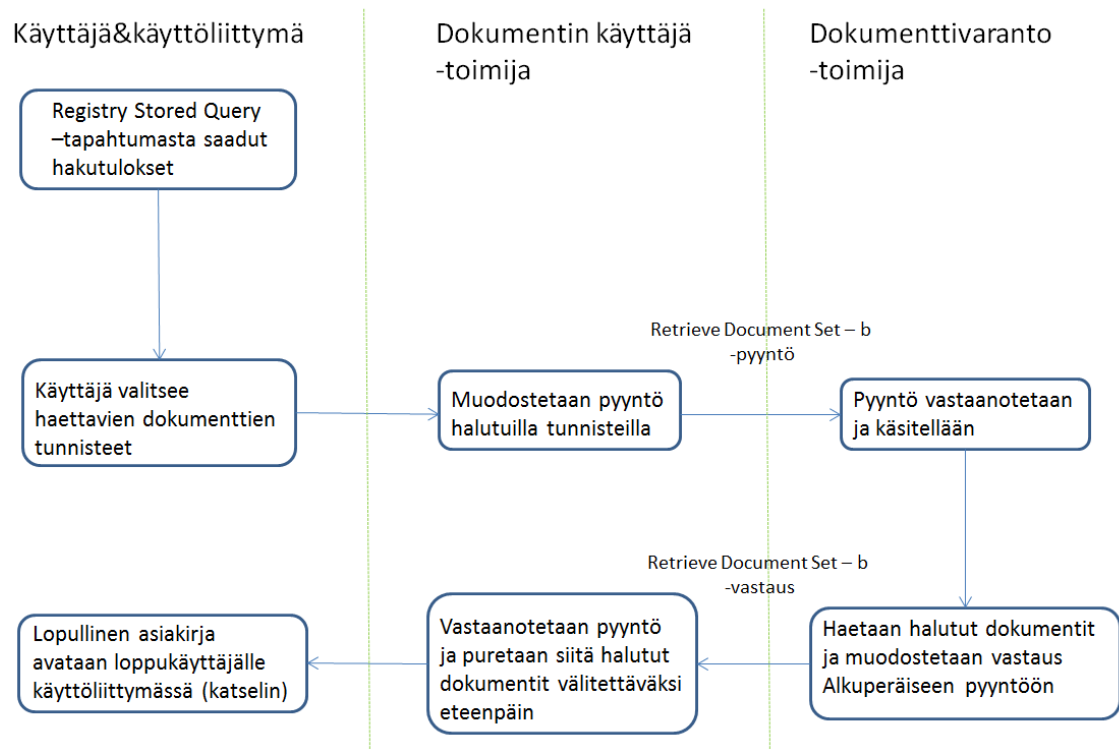 Käyttäjä&käyttöliittymä
Dokumentin käyttäjä
-toimija
Dokumenttivaranto
-toimija
Registry Stored Query
–tapahtumasta saadut
hakutulokset
Retrieve Document Set – b
-pyyntö
Käyttäjä valitsee
haettavien dokumenttien
tunnisteet
Muodostetaan pyyntö
halutuilla tunnisteilla
Pyyntö vastaanotetaan
ja käsitellään
Retrieve Document Set – b
-vastaus
Lopullinen asiakirja
avataan loppukäyttäjälle
käyttöliittymässä (katselin)
Vastaanotetaan pyyntö
ja puretaan siitä halutut
dokumentit välitettäväksi
eteenpäin
Haetaan halutut dokumentit
ja muodostetaan vastaus
Alkuperäiseen pyyntöön